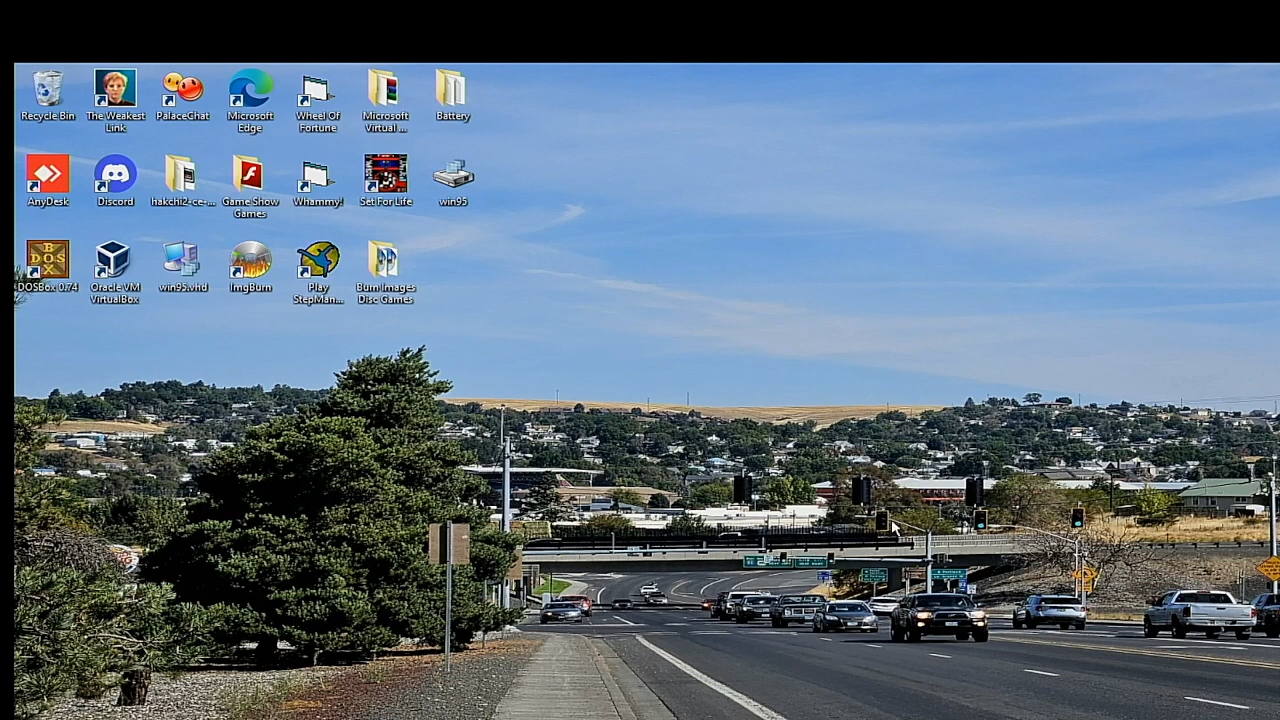 Recycle Bin
The Weakest
Link
PalaceChat
Microsoft
Edge
Wheel Of
Fortune
Microsoft
Virtual ...
Battery
AnyDesk
Discord
hakchi2-ce-...
Game Show
Games
Whammy!
Set For Life
win95
DOSBox 0.74
Oracle VM
VirtualBox
win95.vhd
ImgBurn
Play
StepMan...
Burn Images
Disc Games